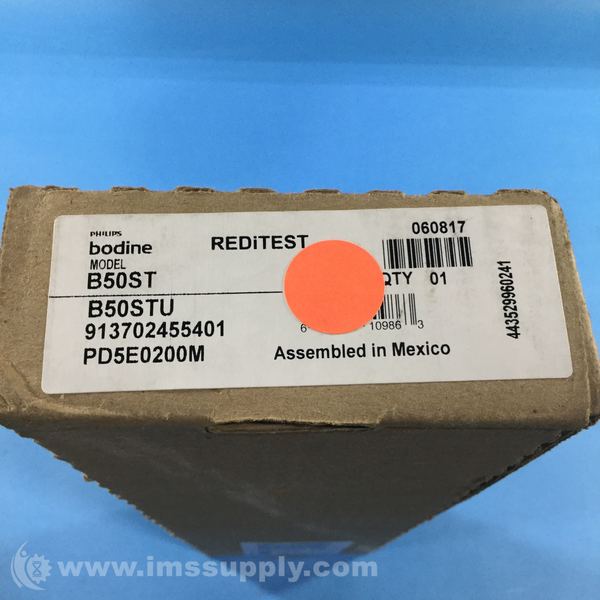 PHILIPS
bodine
REDiTEST
060817
MODEL
B50ST
QTY 01
B50STU
913702455401
6 10986 3
PD5E0200M
Assembled in Mexico
443529960241
www.imssupply.com